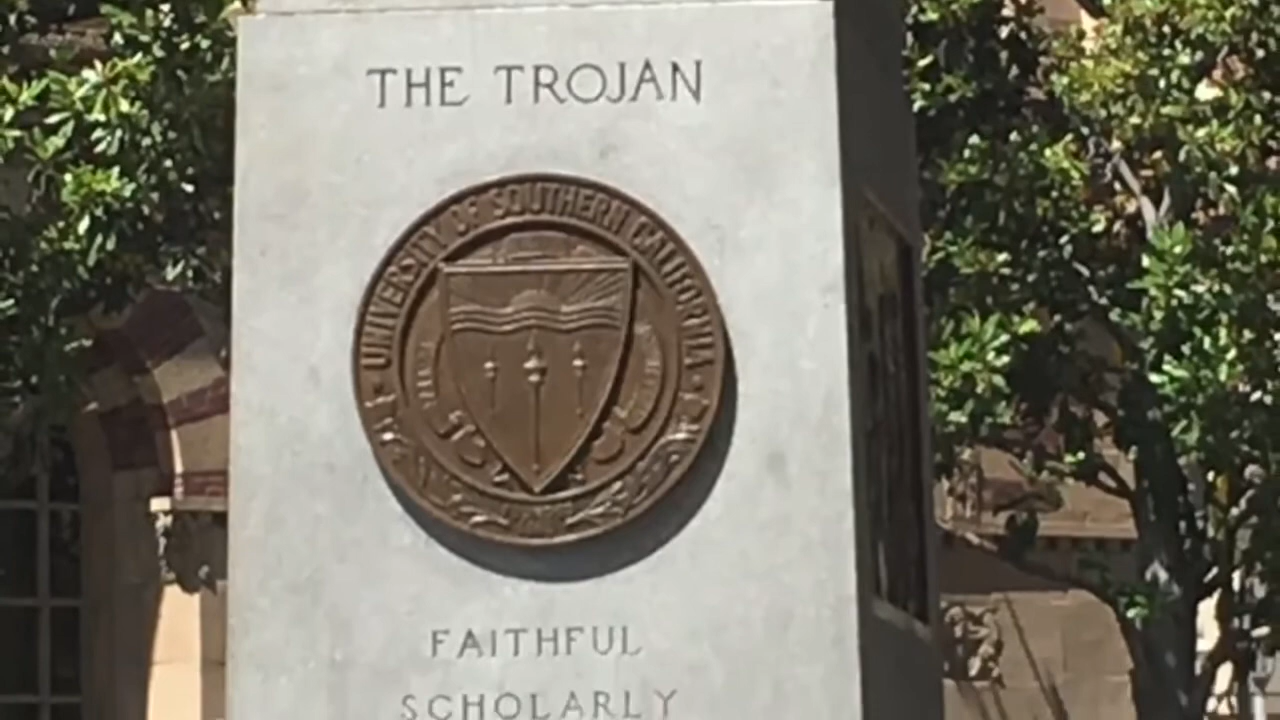 THE TROJAN
UNIVERSITY OF SOUTHERN CALIFORNIA
FAITHFUL
SCHOLARLY